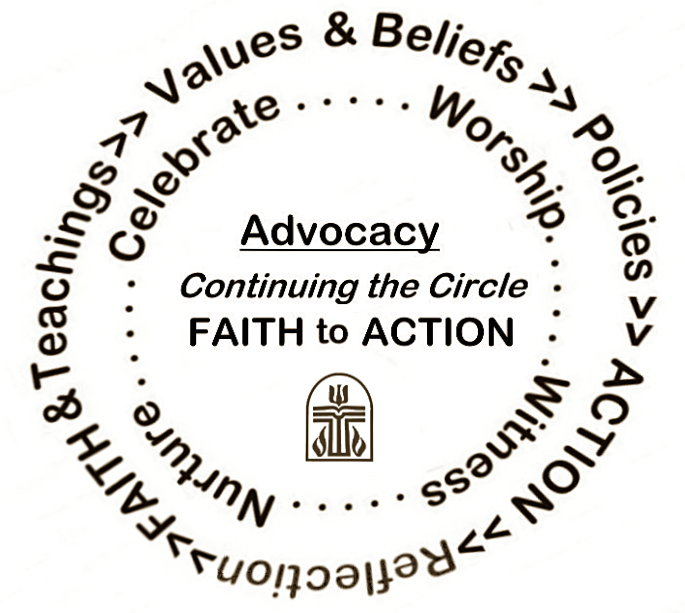 FAITH & Teachings>> Values & Beliefs >> Policies >> ACTION >> Reflection>>
Celebrate ..... Worship..... Witness ..... Nurture.....
Advocacy
Continuing the Circle
FAITH to ACTION